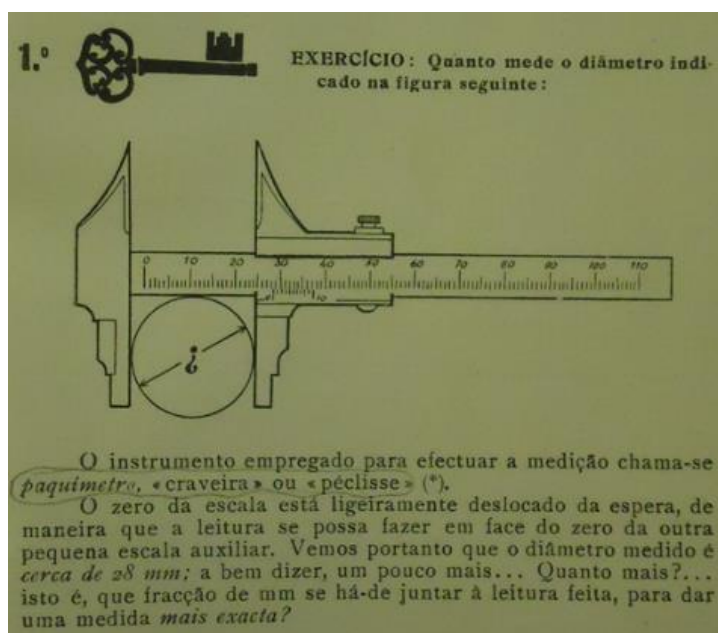 1.º
EXERCÍCIO: Quanto mede o diâmetro indi-
cado na figura seguinte:
0 10 20 30 40 50 60 70 80 90 100 110
0 10
¿
O instrumento empregado para efectuar a medição chama-se
paquimetro, «craveira» ou «péclisse» (*).
O zero da escala está ligeiramente deslocado da espera, de
maneira que a leitura se possa fazer em face do zero da outra
pequena escala auxiliar. Vemos portanto que o diâmetro medido é
cerca de 28 mm; a bem dizer, um pouco mais... Quanto mais?...
isto é, que fracção de mm se há-de juntar à leitura feita, para dar
uma medida mais exacta?